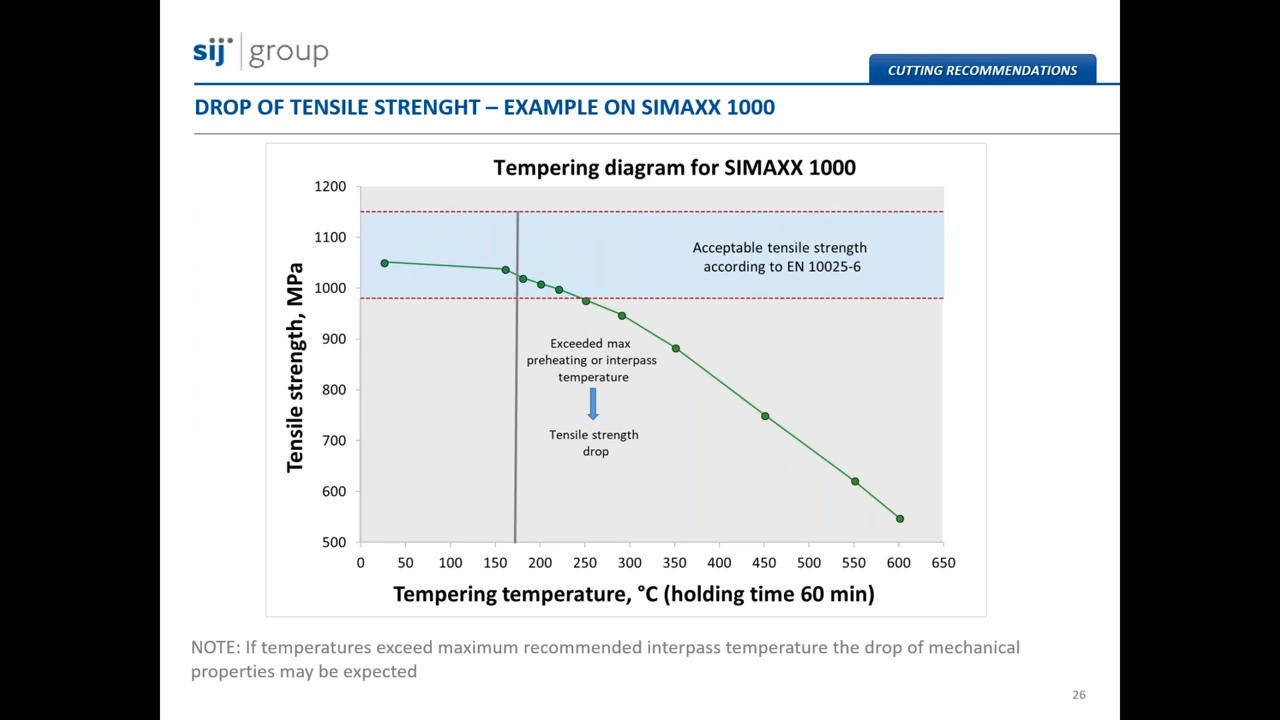 sij group
CUTTING RECOMMENDATIONS
DROP OF TENSILE STRENGHT – EXAMPLE ON SIMAXX 1000
Tempering diagram for SIMAXX 1000
1200
1100
1000
900
800
700
600
500
Tensile strength, MPa
Acceptable tensile strength
according to EN 10025-6
Exceeded max
preheating or interpass
temperature
Tensile strength
drop
0 50 100 150 200 250 300 350 400 450 500 550 600 650
Tempering temperature, °C (holding time 60 min)
NOTE: If temperatures exceed maximum recommended interpass temperature the drop of mechanical
properties may be expected
26